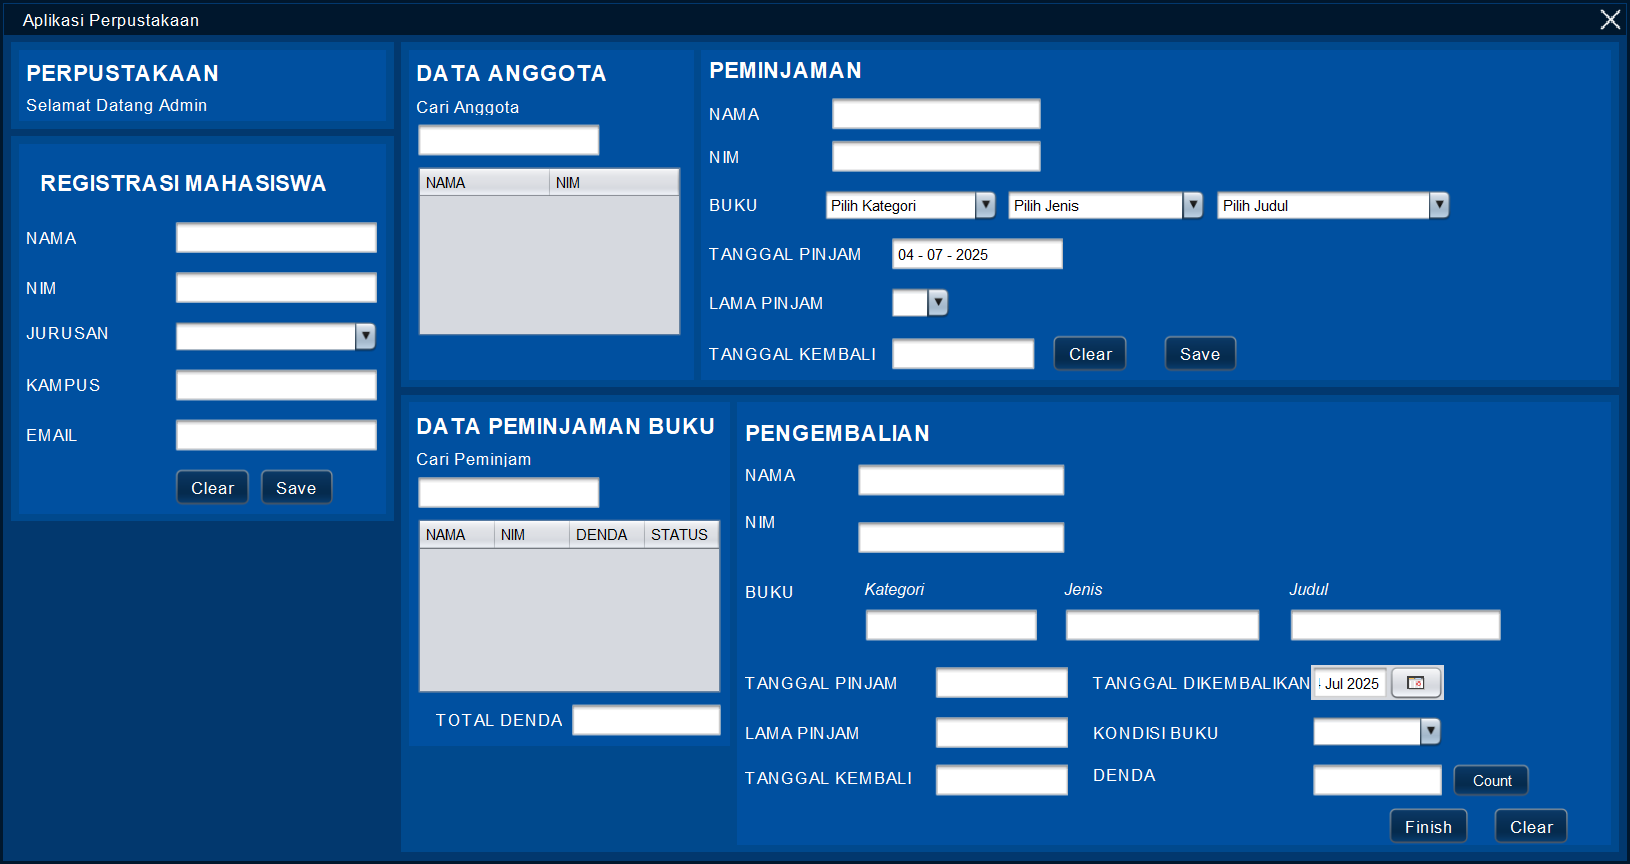 Aplikasi Perpustakaan
PERPUSTAKAAN
Selamat Datang Admin
REGISTRASI MAHASISWA
NAMA
NIM
JURUSAN
KAMPUS
EMAIL
Clear Save
DATA ANGGOTA
Cari Anggota
NAMA NIM
PEMINJAMAN
NAMA
NIM
BUKU Pilih Kategori Pilih Jenis Pilih Judul
TANGGAL PINJAM 04 - 07 - 2025
LAMA PINJAM
TANGGAL KEMBALI Clear Save
DATA PEMINJAMAN BUKU
Cari Peminjam
NAMA NIM DENDA STATUS
TOTAL DENDA
PENGEMBALIAN
NAMA
NIM
BUKU Kategori Jenis Judul
TANGGAL PINJAM TANGGAL DIKEMBALIKAN Jul 2025
LAMA PINJAM KONDISI BUKU
TANGGAL KEMBALI DENDA Count
Finish Clear